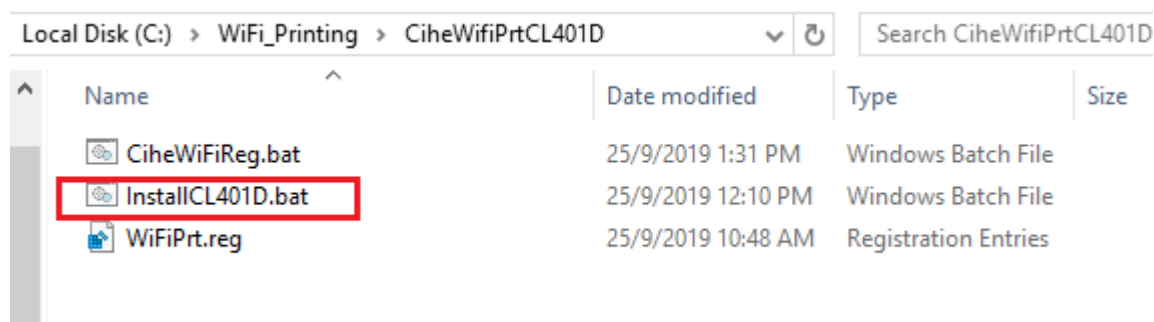 Local Disk (C:) > WiFi_Printing > CiheWifiPrtCL401D Search CiheWifiPrtCL401D
Name Date modified Type Size
CiheWiFiReg.bat 25/9/2019 1:31 PM Windows Batch File
InstallCL401D.bat 25/9/2019 12:10 PM Windows Batch File
WiFiPrt.reg 25/9/2019 10:48 AM Registration Entries